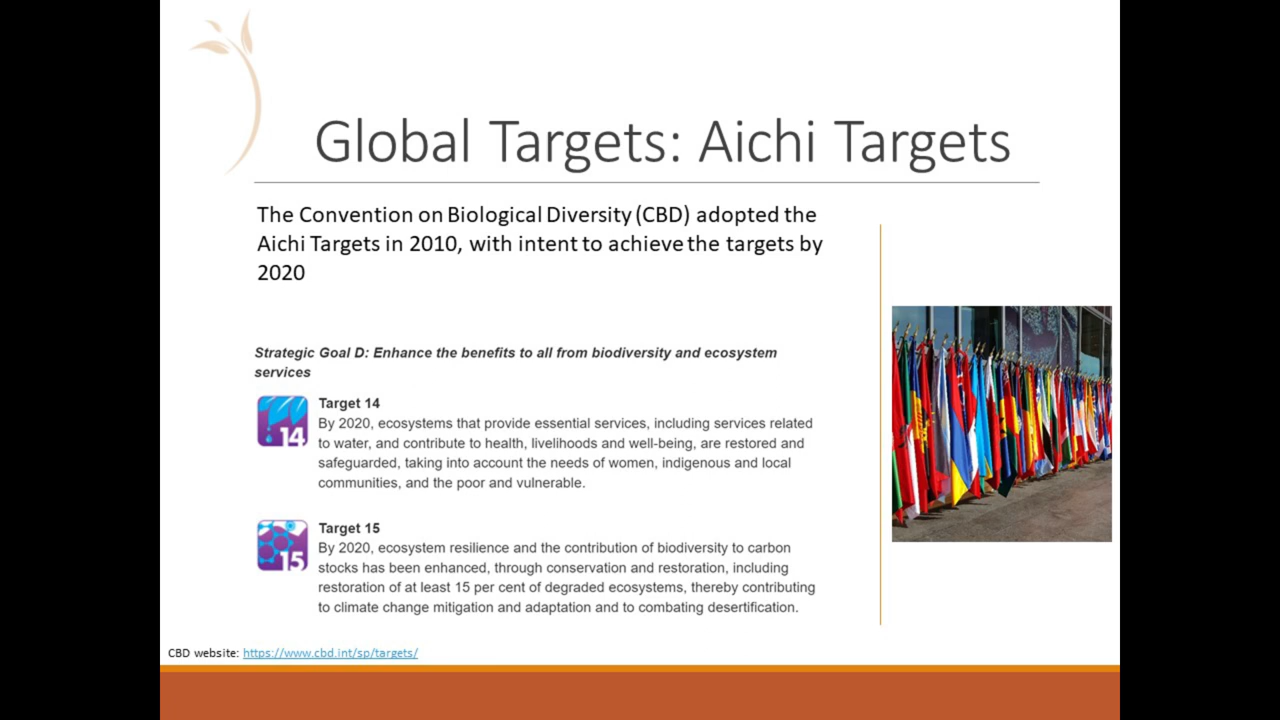 Global Targets: Aichi Targets
The Convention on Biological Diversity (CBD) adopted the
Aichi Targets in 2010, with intent to achieve the targets by
2020
Strategic Goal D: Enhance the benefits to all from biodiversity and ecosystem
services
Target 14
14
By 2020, ecosystems that provide essential services, including services related
to water, and contribute to health, livelihoods and well-being, are restored and
safeguarded, taking into account the needs of women, indigenous and local
communities, and the poor and vulnerable.
Target 15
15
By 2020, ecosystem resilience and the contribution of biodiversity to carbon
stocks has been enhanced, through conservation and restoration, including
restoration of at least 15 per cent of degraded ecosystems, thereby contributing
to climate change mitigation and adaptation and to combating desertification.
CBD website: https://www.cbd.int/sp/targets/